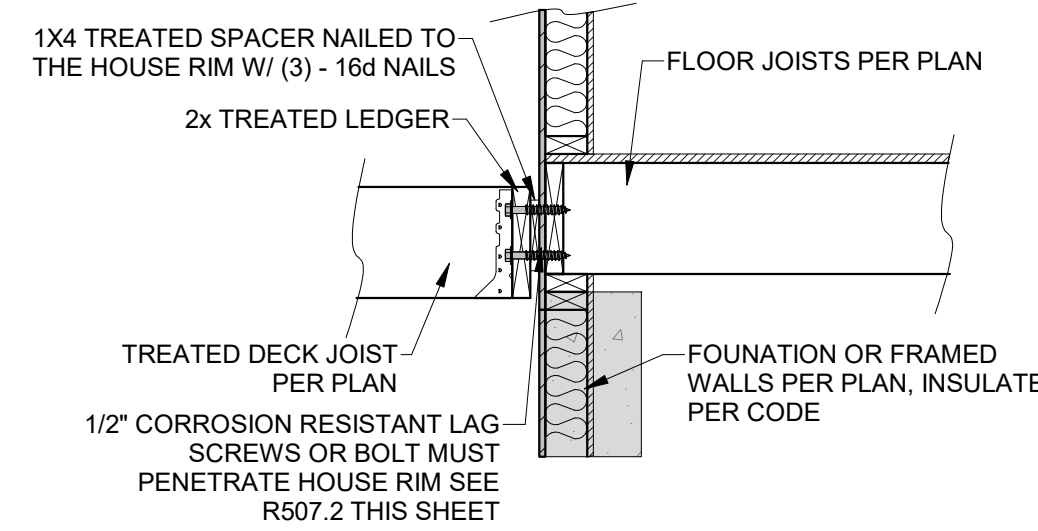 1X4 TREATED SPACER NAILED TO
THE HOUSE RIM W/ (3) - 16d NAILS
2x TREATED LEDGER
FLOOR JOISTS PER PLAN
TREATED DECK JOIST
PER PLAN
1/2" CORROSION RESISTANT LAG
SCREWS OR BOLT MUST
PENETRATE HOUSE RIM SEE
R507.2 THIS SHEET
FOUNATION OR FRAMED
WALLS PER PLAN, INSULATE
PER CODE